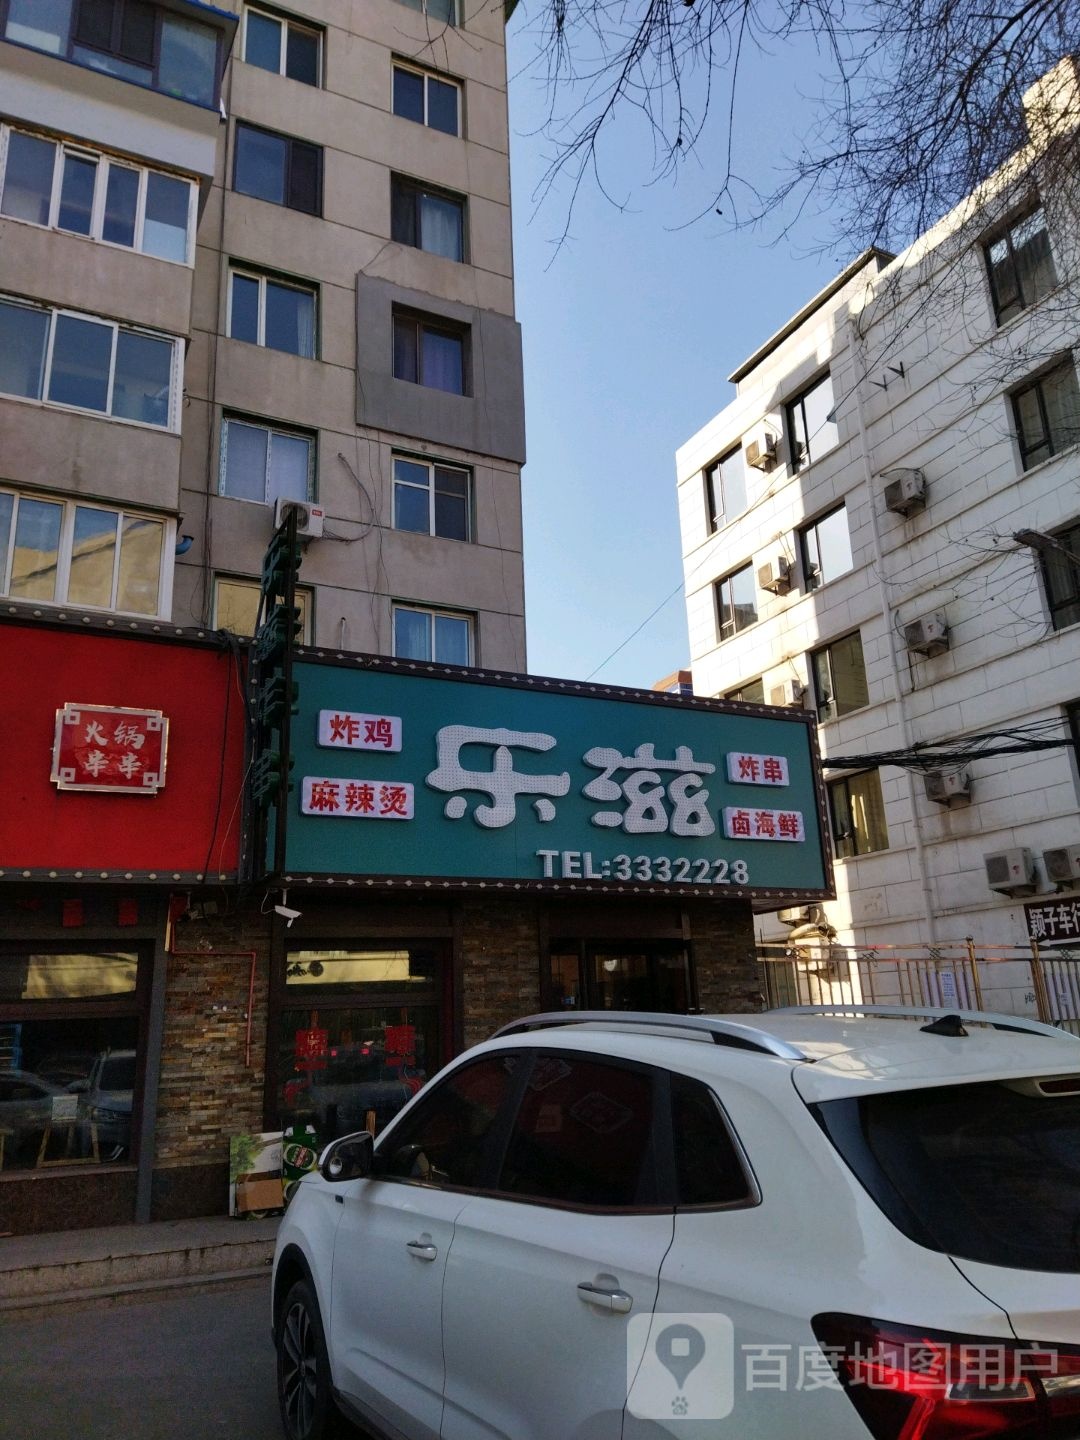 火锅
串串
炸鸡
麻辣烫
乐滋
炸串
卤海鲜
TEL:3332228
颖子车行
百度地图用户